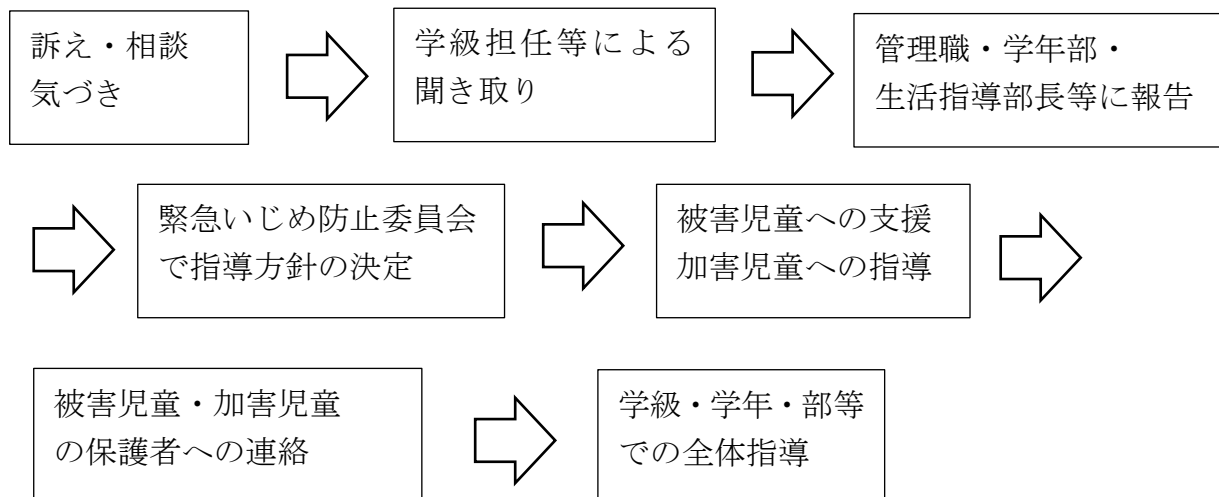 訴え・相談
気づき
学級担任等による
聞き取り
管理職・学年部・
生活指導部長等に報告
緊急いじめ防止委員会
で指導方針の決定
被害児童への支援
加害児童への指導
被害児童・加害児童
の保護者への連絡
学級・学年・部等
での全体指導